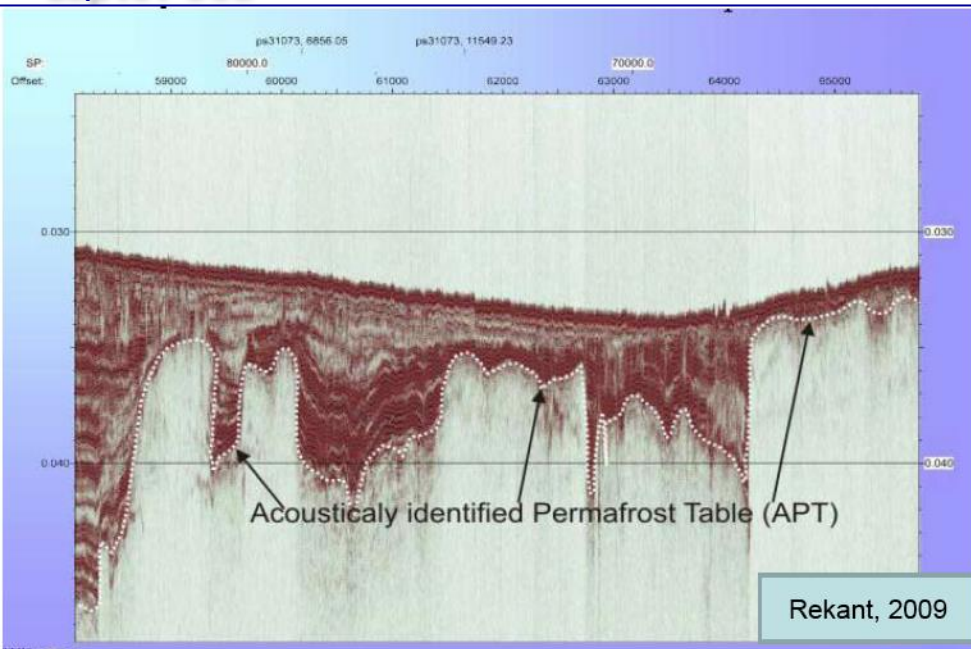 ps31073, 6856.05 ps31073, 11549.23
SP: 80000.0 70000.0
Offset: 59000 60000 61000 62000 63000 64000 65000
0.030 0.030
0.040 0.040
Acousticaly identified Permafrost Table (APT)
Rekant, 2009